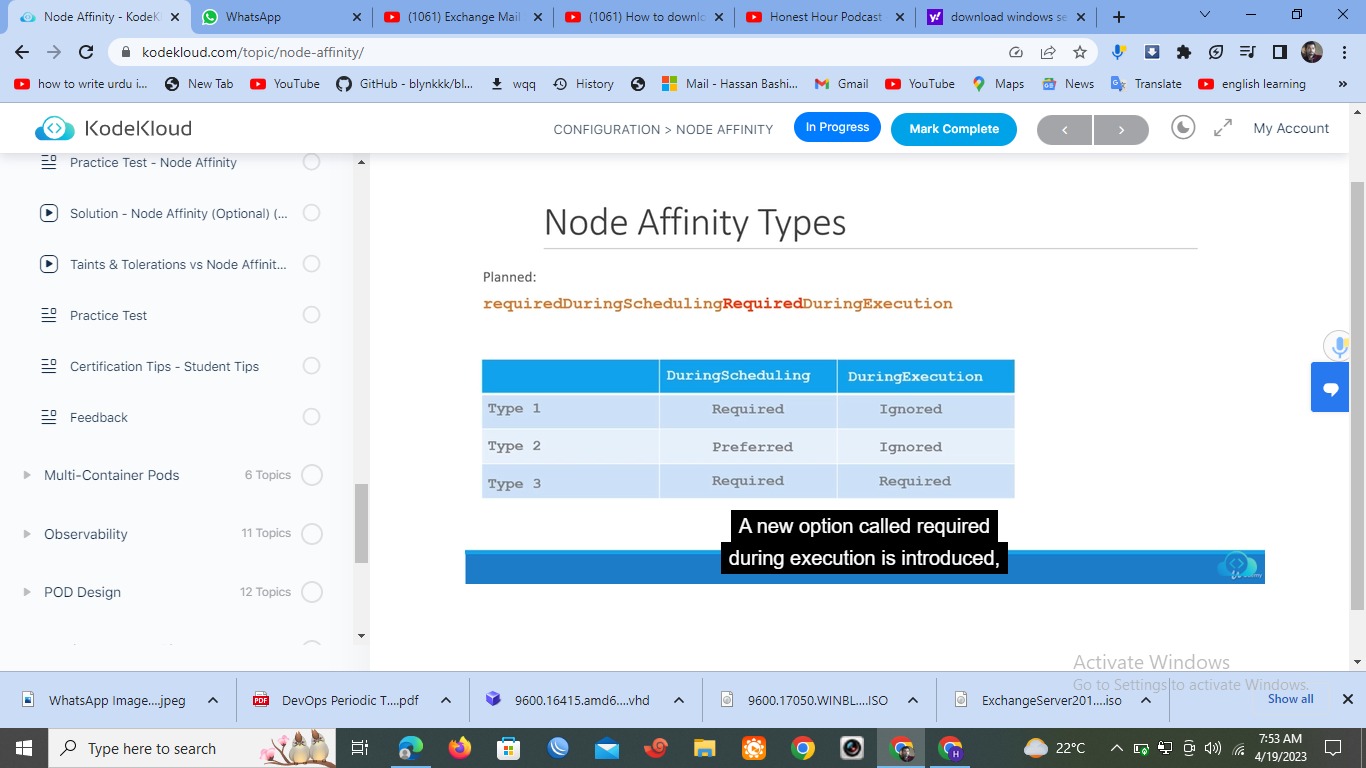 Node Affinity - KodeKl
WhatsApp
(1061) Exchange Mail
(1061) How to downlo
Honest Hour Podcast
download windows se
kodekloud.com/topic/node-affinity/
how to write urdu i...
New Tab
YouTube
GitHub - blynkkk/bl...
wqq
History
Mail - Hassan Bashi...
Gmail
YouTube
Maps
News
Translate
english learning
»
KodeKloud
CONFIGURATION > NODE AFFINITY
In Progress
Mark Complete
My Account
Practice Test - Node Affinity
Solution - Node Affinity (Optional) (...
Taints & Tolerations vs Node Affinit...
Practice Test
Certification Tips - Student Tips
Feedback
Multi-Container Pods 6 Topics
Observability 11 Topics
POD Design 12 Topics
Node Affinity Types
Planned:
requiredDuringSchedulingRequiredDuringExecution
DuringScheduling DuringExecution
Type 1 Required Ignored
Type 2 Preferred Ignored
Type 3 Required Required
A new option called required
during execution is introduced,
Activate Windows
Go to Settings to activate Windows.
WhatsApp Image....jpeg
DevOps Periodic T....pdf
9600.16415.amd6....vhd
9600.17050.WINBL....ISO
ExchangeServer201....iso
Show all
Type here to search
22°C
7:53 AM
4/19/2023